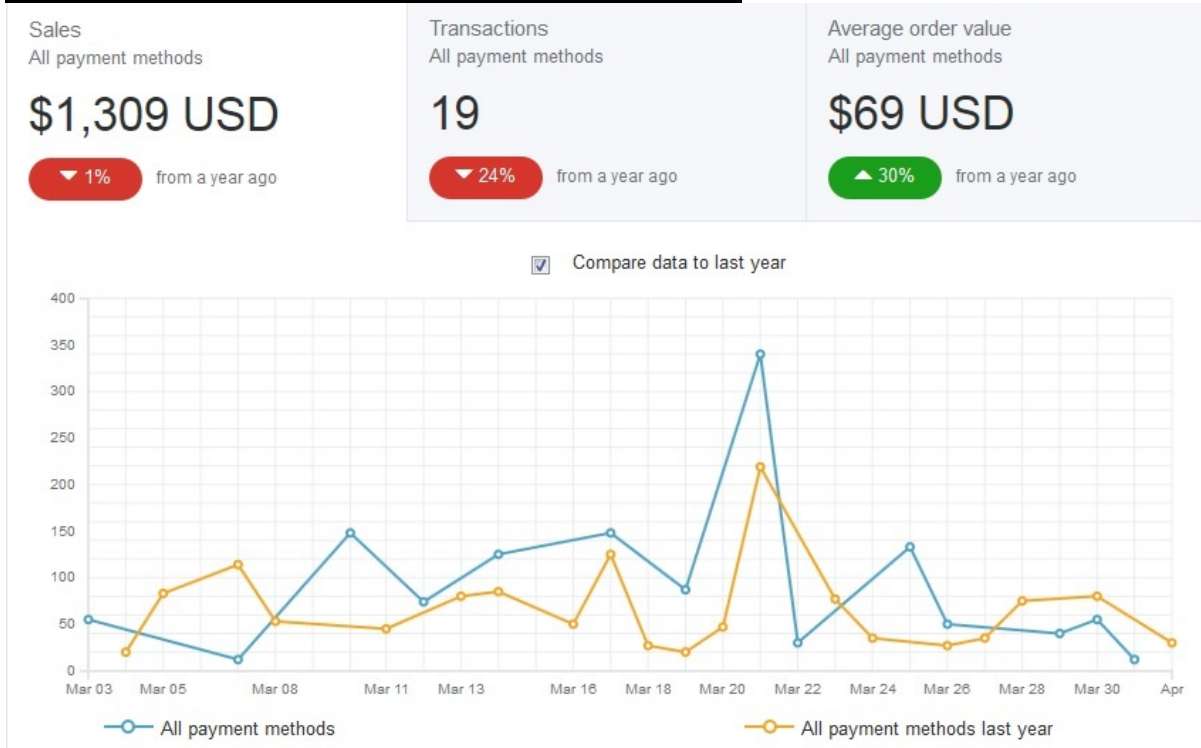 Sales
All payment methods
$1,309 USD
1% from a year ago
Transactions
All payment methods
19
24% from a year ago
Average order value
All payment methods
$69 USD
30% from a year ago
Compare data to last year
400
350
300
250
200
150
100
50
0
Mar 03 Mar 05 Mar 08 Mar 11 Mar 13 Mar 16 Mar 18 Mar 20 Mar 22 Mar 24 Mar 26 Mar 28 Mar 30 Apr
All payment methods All payment methods last year